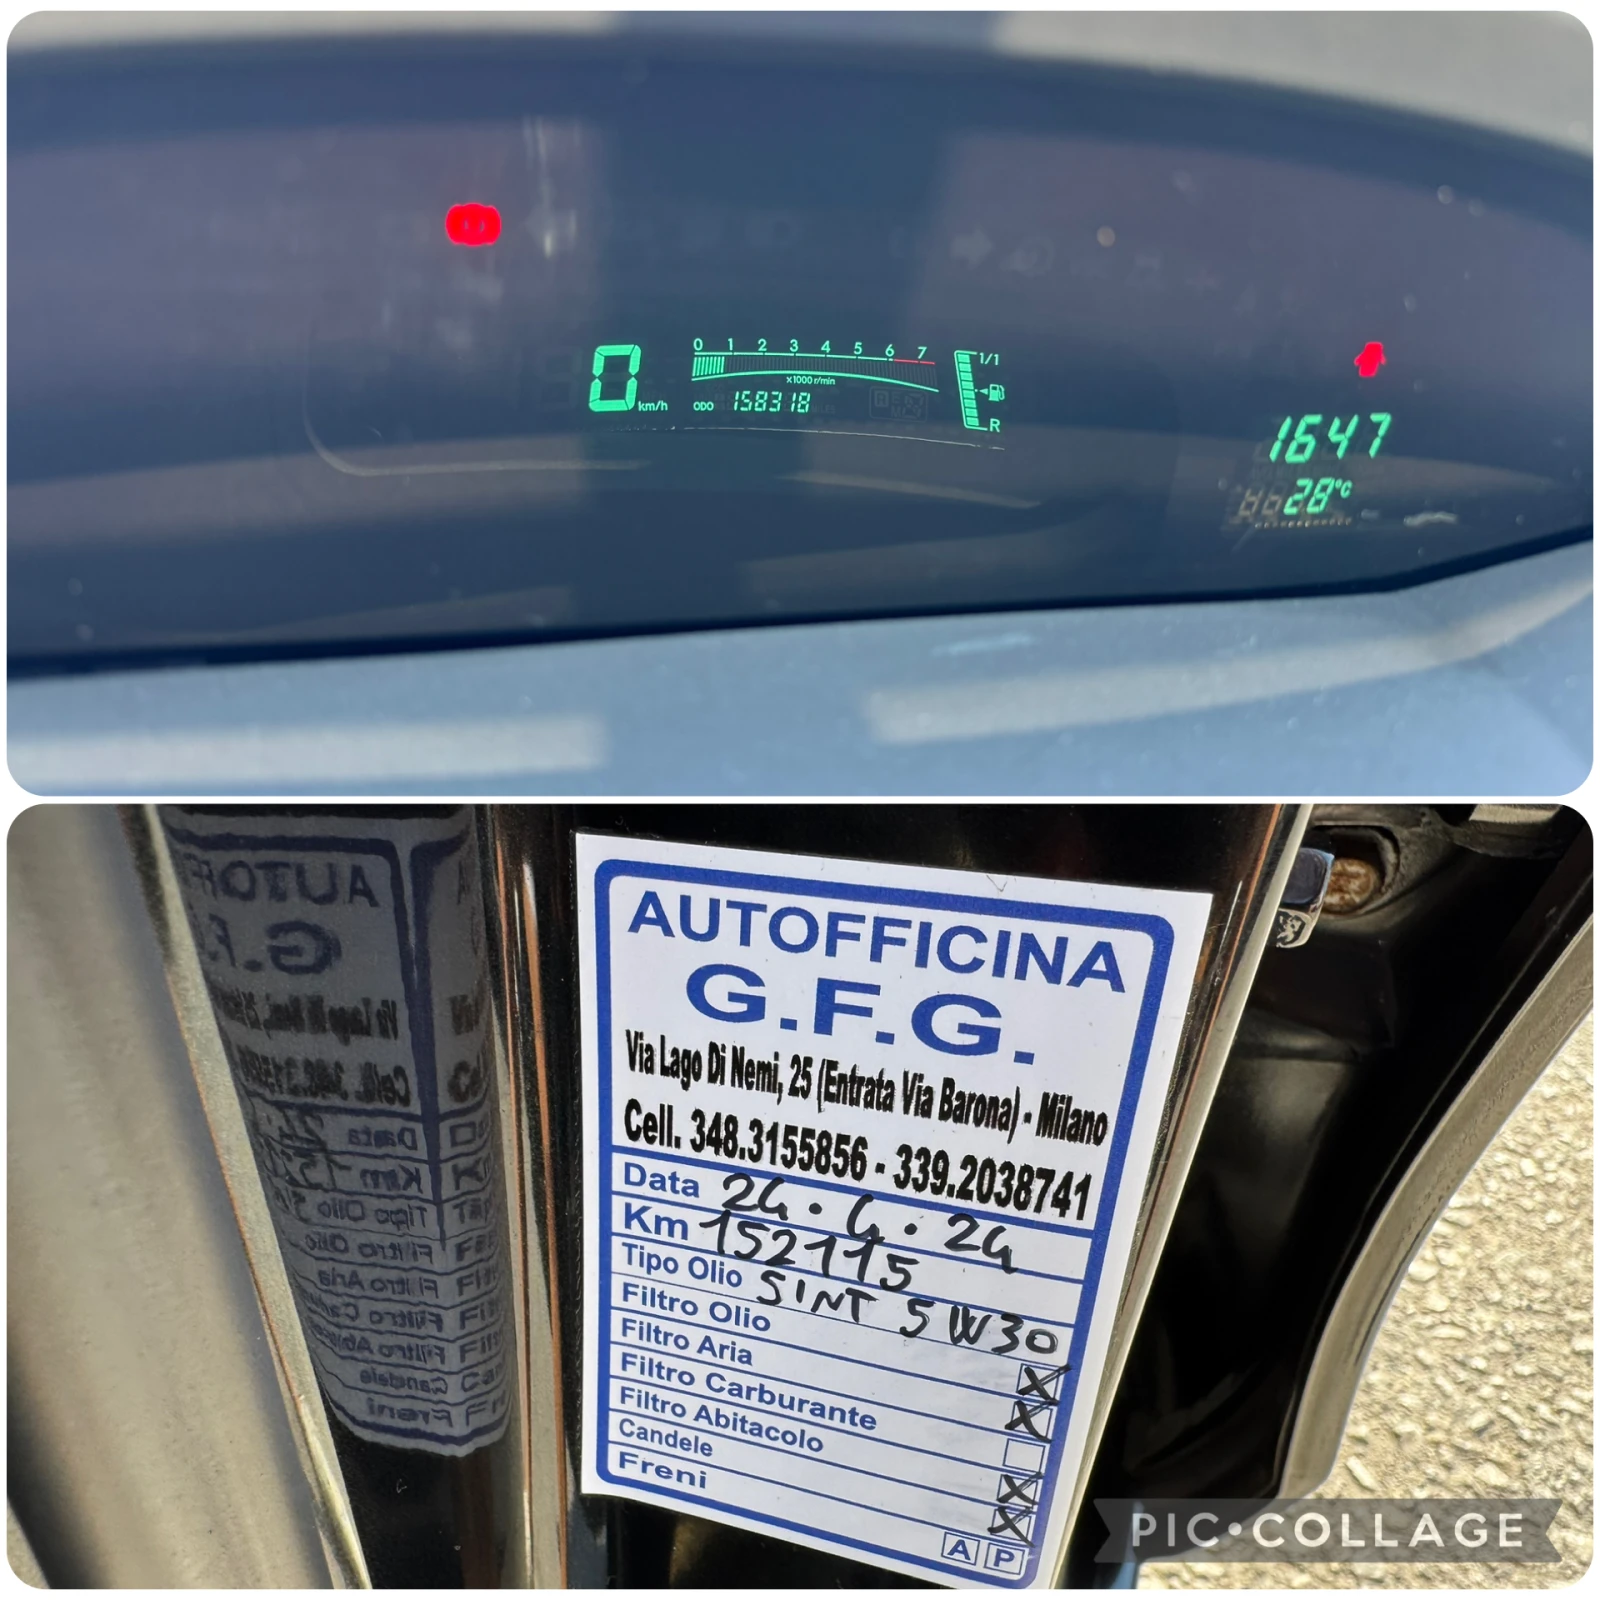 0 1 2 3 4 5 6 7
x1000 r/min
0 km/h
ODO 158318
1/1
R
1647
28°C
AUTOFFICINA
G.F.G.
Via Lago Di Nemi, 25 (Entrata Via Barona) - Milano
Cell. 348.3155856 - 339.2038741
Data 24.4.24
Km 152115
Tipo Olio SINT 5W30
Filtro Olio
Filtro Aria
Filtro Carburante
Filtro Abitacolo
Candele
Freni
A P
PIC•COLLAGE